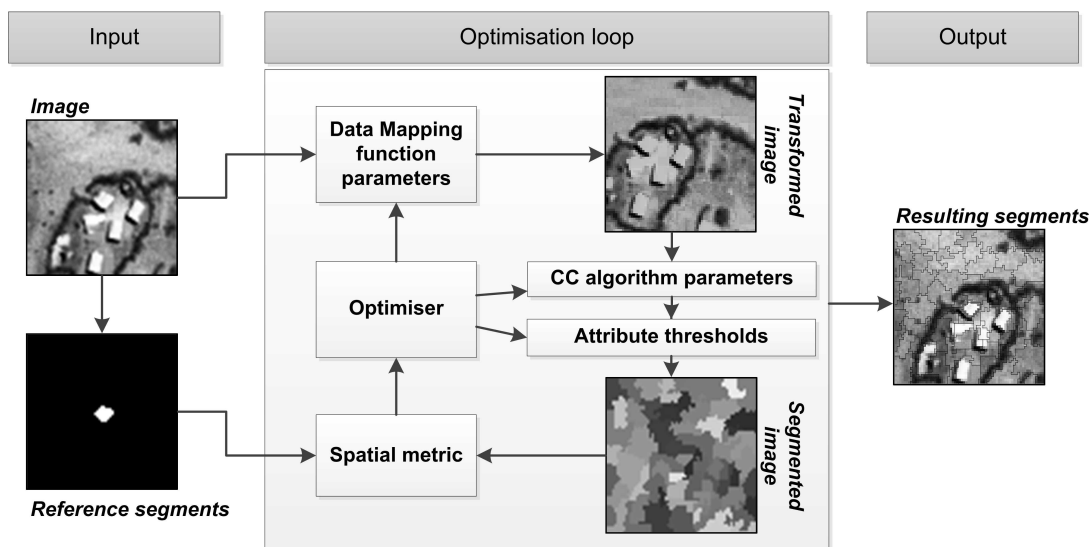 Input
Optimisation loop
Output
Image
Data Mapping
function
parameters
Transformed
image
Resulting segments
CC algorithm parameters
Optimiser
Attribute thresholds
Spatial metric
Segmented
image
Reference segments